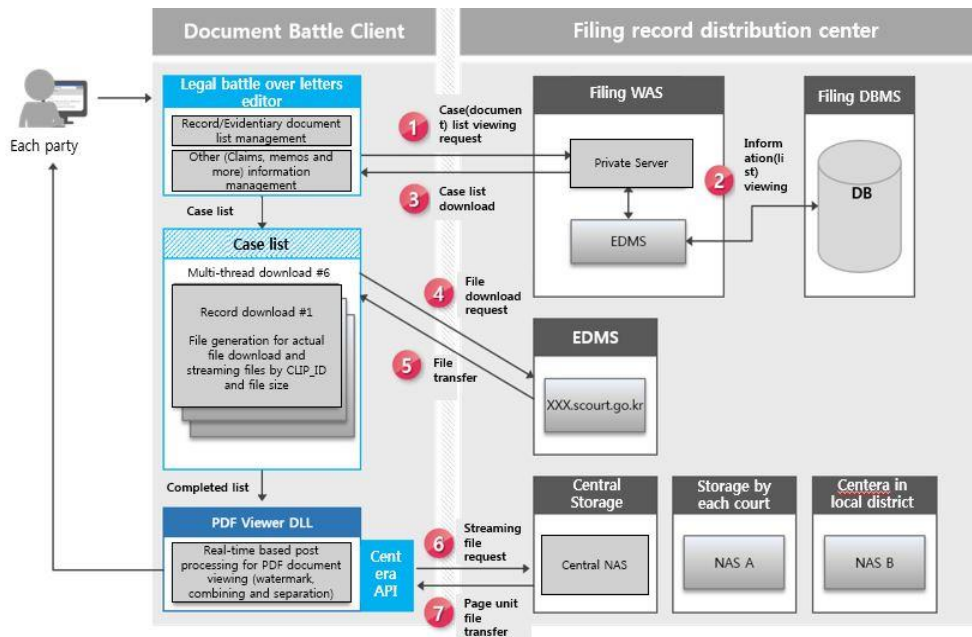 Document Battle Client
Filing record distribution center
Each party
Legal battle over letters
editor
Record/Evidentiary document
list management
Other (Claims, memos and
more) information
management
Case list
Case list
Multi-thread download #6
Record download #1
File generation for actual
file download and
streaming files by CLIP_ID
and file size
Completed list
PDF Viewer DLL
Real-time based post
processing for PDF document
viewing (watermark,
combining and separation)
Cent
era
API
1
Case(documen
t) list viewing
request
3
Case list
download
4
File
download
request
5
File
transfer
6
Streaming
file
request
7
Page unit
file
transfer
Filing WAS
Private Server
EDMS
2
Inform
ation(li
st)
viewing
Filing DBMS
DB
EDMS
XXX.scourt.go.kr
Central
Storage
Central NAS
Storage by
each court
NAS A
Centera in
local district
NAS B